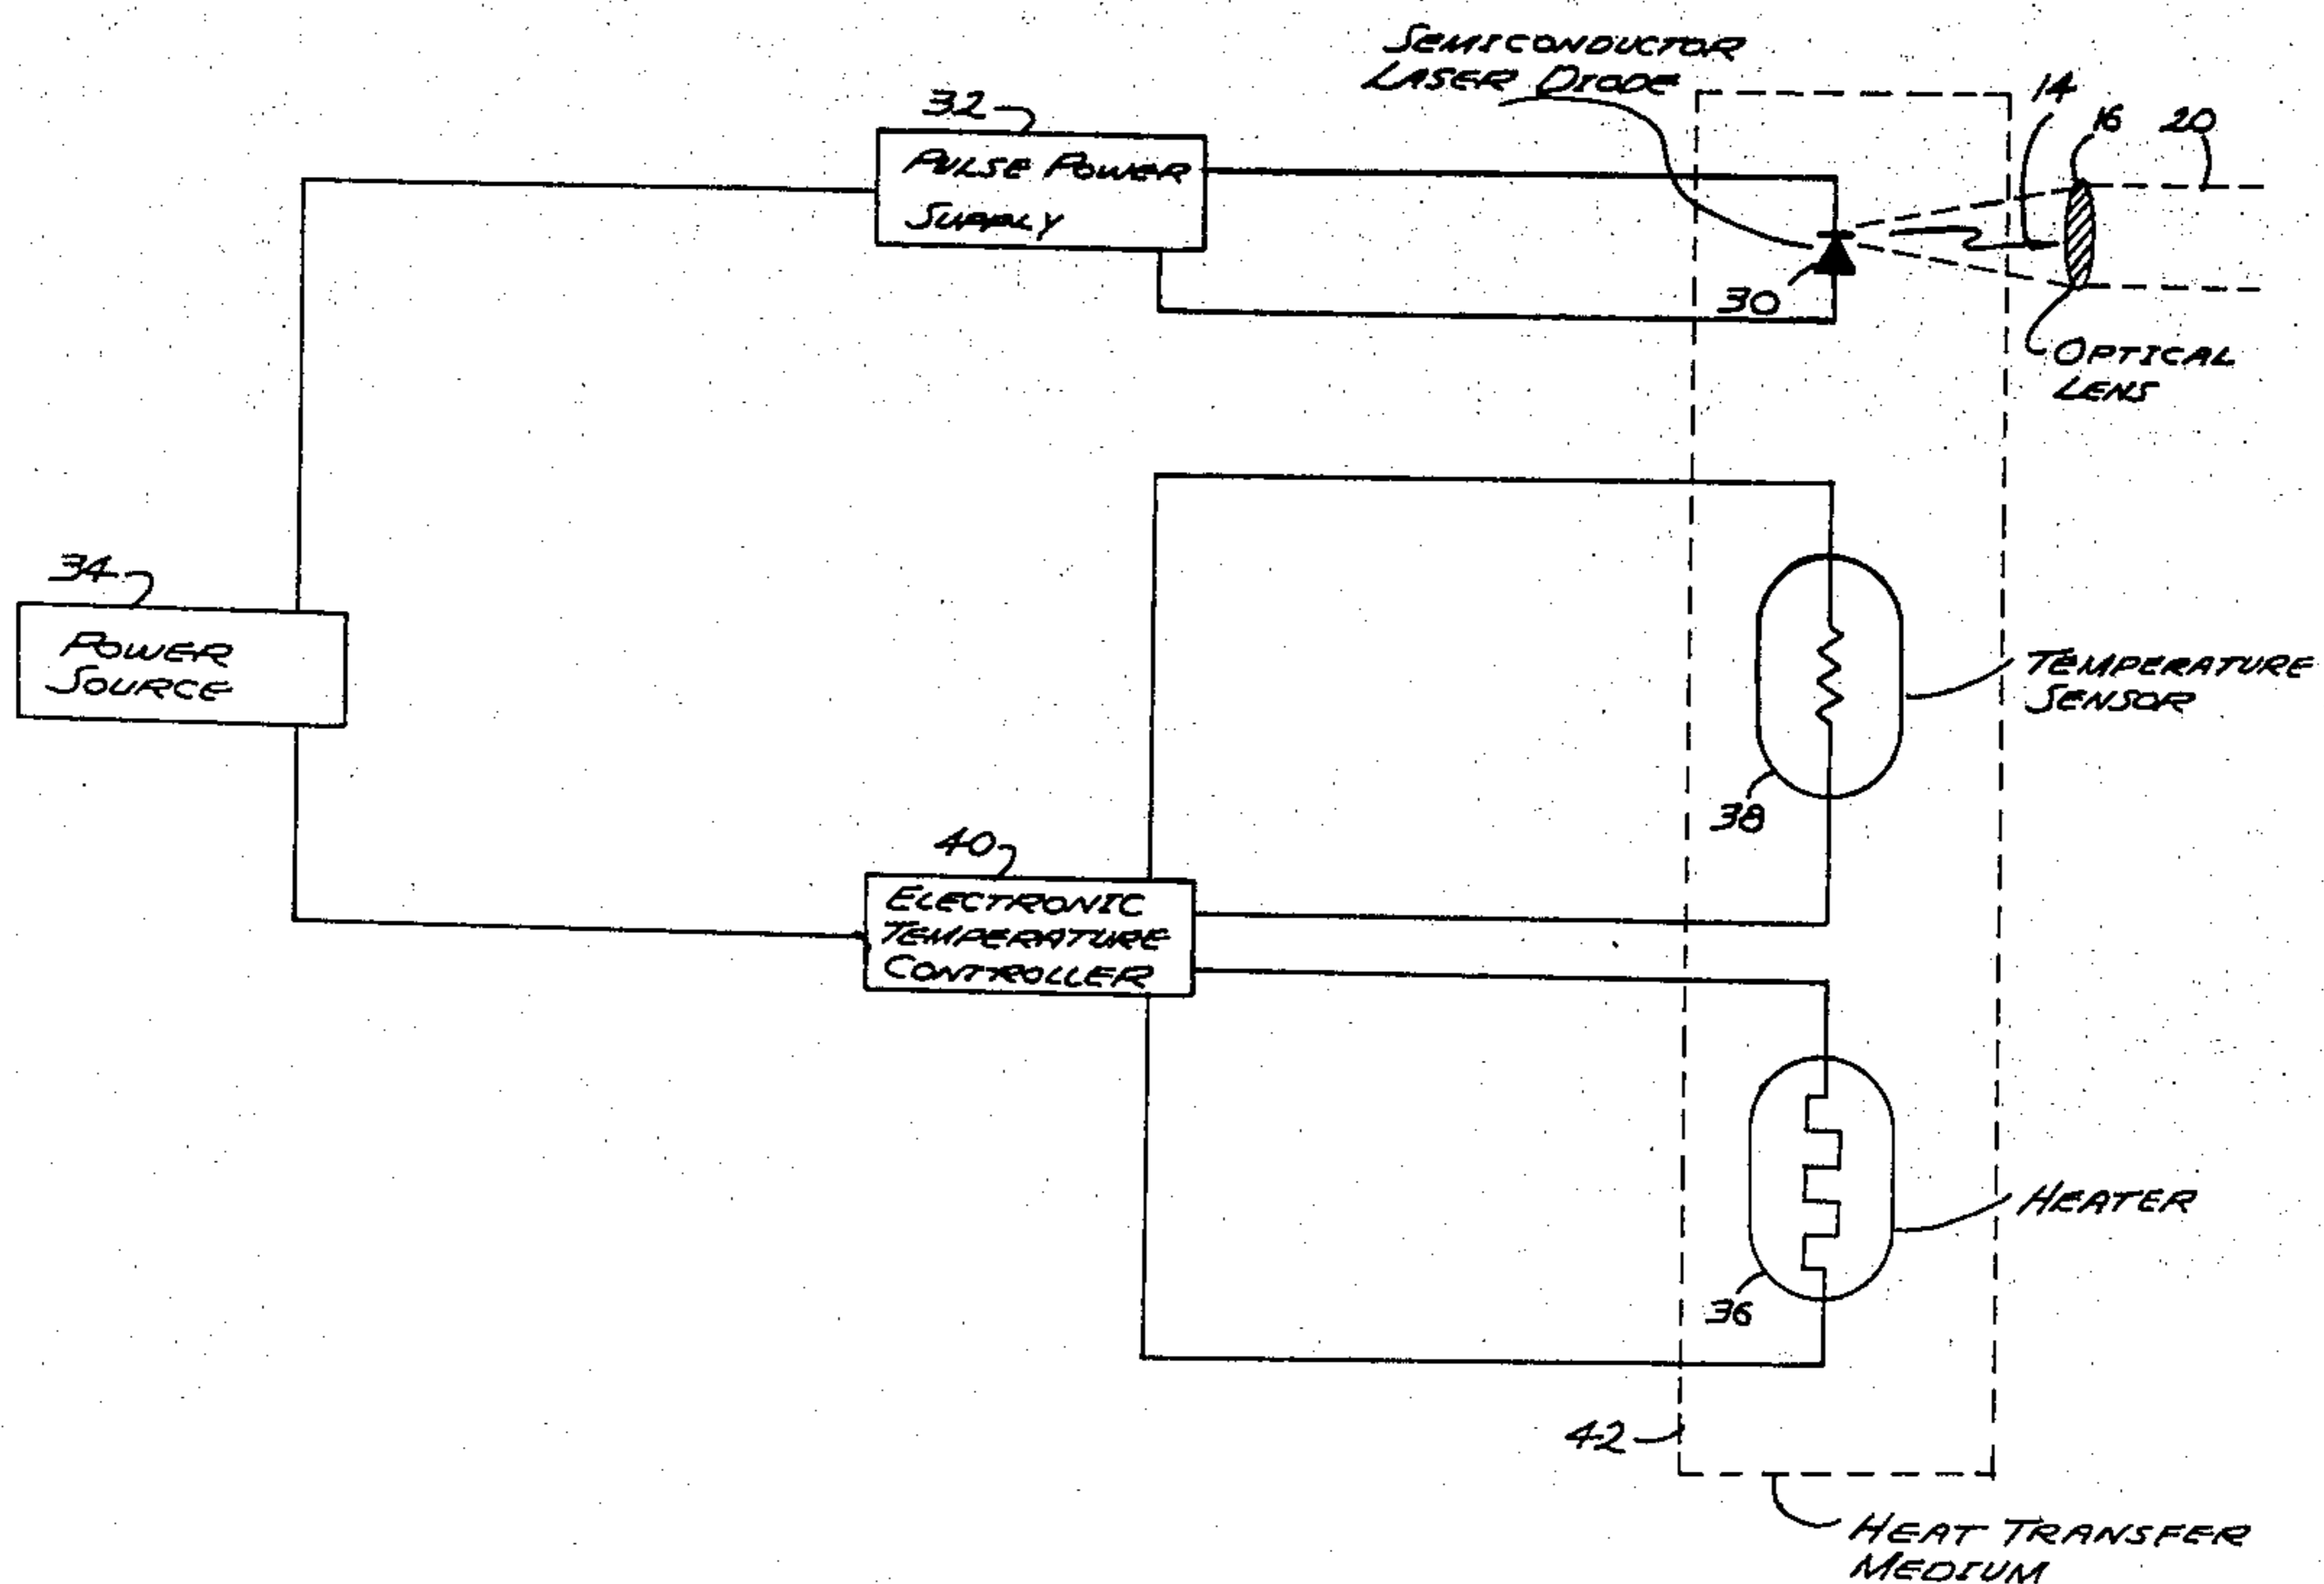 SEMICONDUCTOR
LASER DIODE
14
16
20
32
PULSE POWER
SUPPLY
30
OPTICAL
LENS
34
POWER
SOURCE
TEMPERATURE
SENSOR
38
40
ELECTRONIC
TEMPERATURE
CONTROLLER
HEATER
36
42
HEAT TRANSFER
MEDIUM